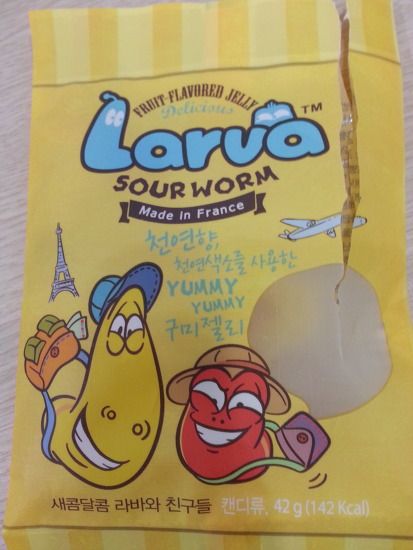 FRUIT-FLAVORED JELLY
Delicious
Larva™
SOUR WORM
Made in France
천연향,
천연색소를 사용한
YUMMY
YUMMY
구미젤리
새콤달콤 라바와 친구들 캔디류, 42 g (142 Kcal)